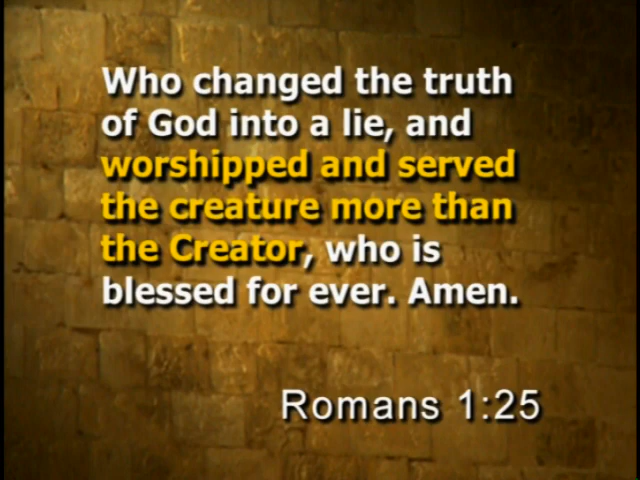 Who changed the truth
of God into a lie, and
worshipped and served
the creature more than
the Creator, who is
blessed for ever. Amen.
Romans 1:25